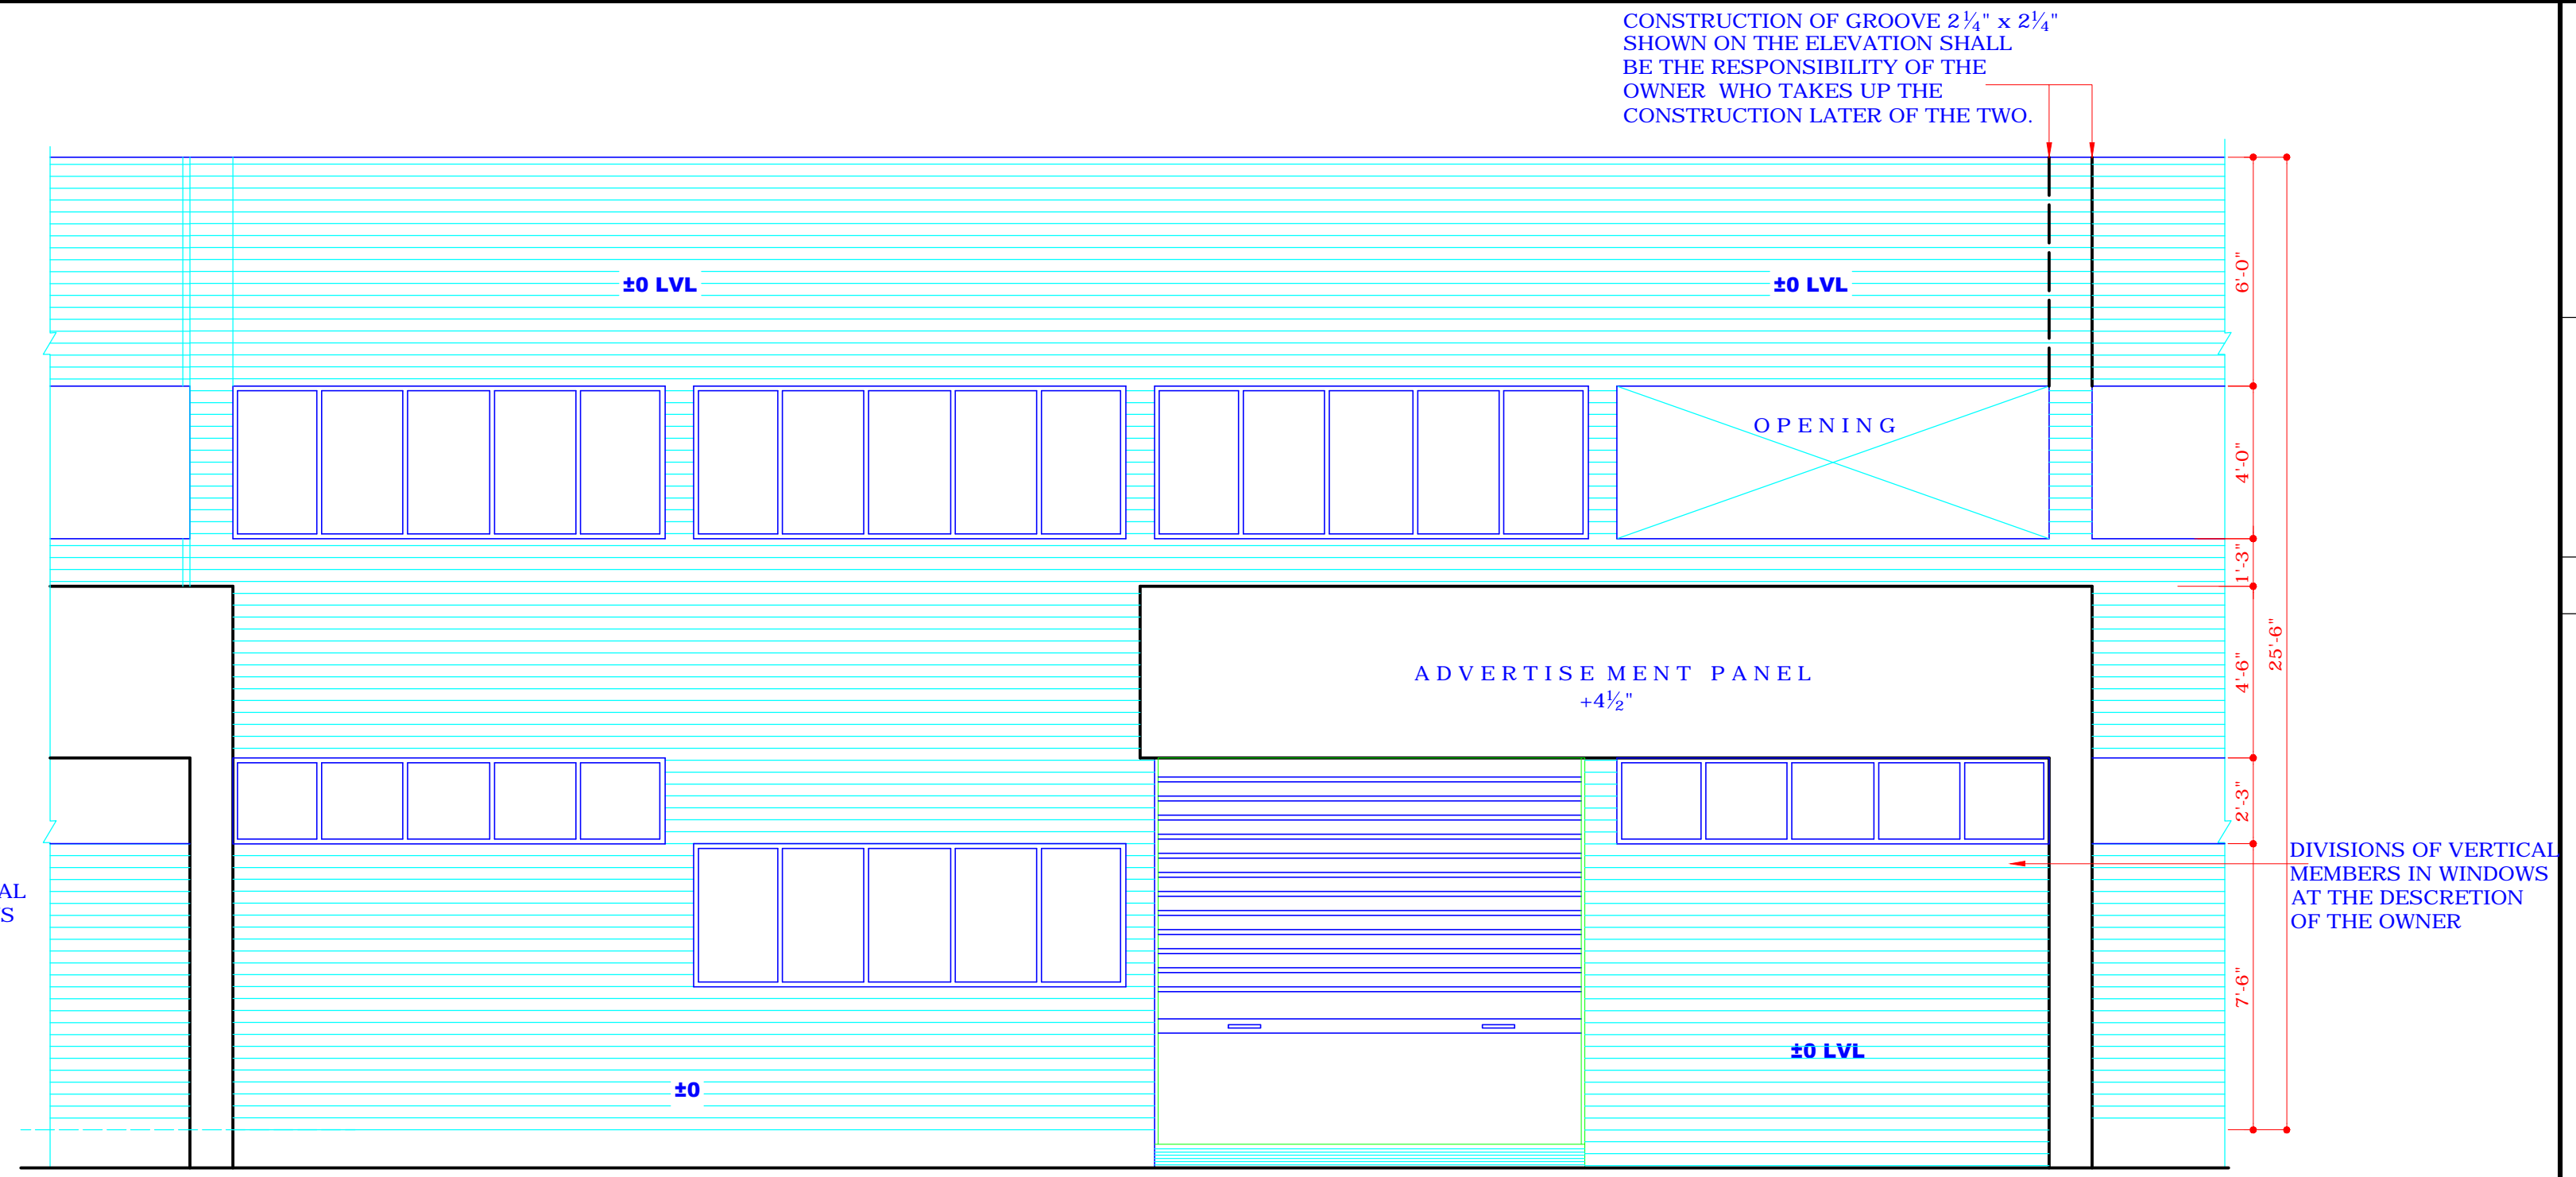 CONSTRUCTION OF GROOVE 2¼" x 2¼"
SHOWN ON THE ELEVATION SHALL
BE THE RESPONSIBILITY OF THE
OWNER WHO TAKES UP THE
CONSTRUCTION LATER OF THE TWO.
±0 LVL
±0 LVL
6'-0"
OPENING
4'-0"
1'-3"
ADVERTISEMENT PANEL
+4½"
4'-6"
25'-6"
2'-3"
DIVISIONS OF VERTICAL
MEMBERS IN WINDOWS
AT THE DESCRETION
OF THE OWNER
AL
S
7'-6"
±0 LVL
±0